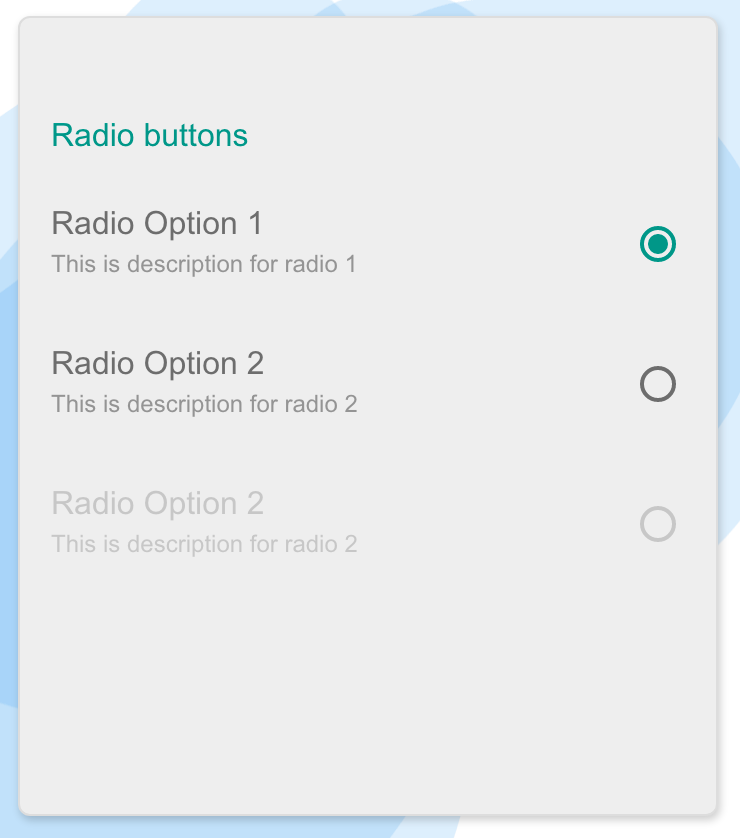 Radio buttons
Radio Option 1
This is description for radio 1
Radio Option 2
This is description for radio 2
Radio Option 2
This is description for radio 2